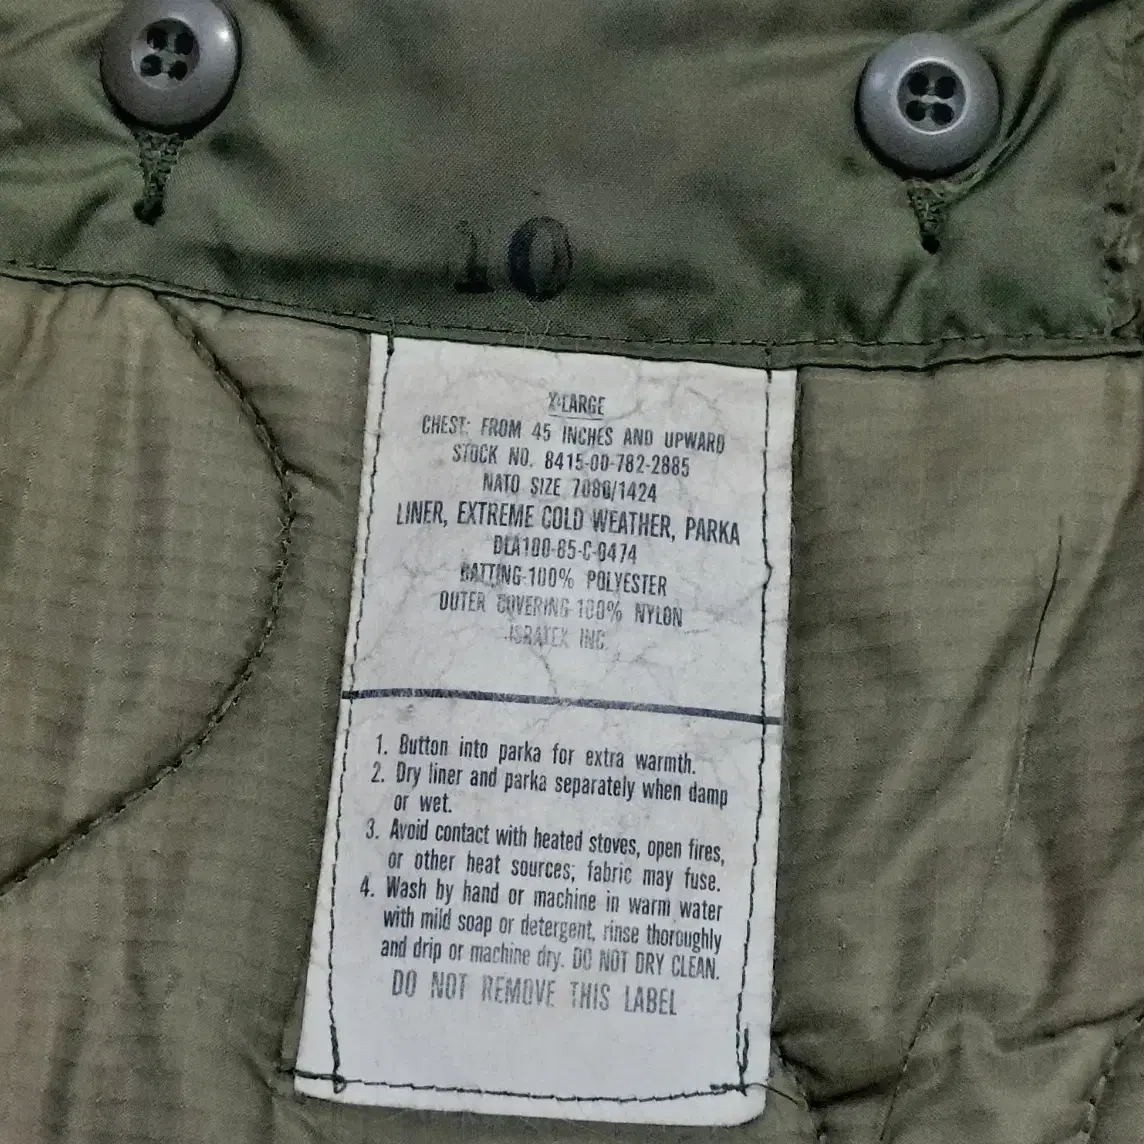 10
X-LARGE
CHEST: FROM 45 INCHES AND UPWARD
STOCK NO. 8415-00-782-2885
NATO SIZE 7080/1424
LINER, EXTREME COLD WEATHER, PARKA
DLA100-85-C-0474
BATTING-100% POLYESTER
OUTER COVERING-100% NYLON
ISRATEX INC.
1. Button into parka for extra warmth.
2. Dry liner and parka separately when damp
or wet.
3. Avoid contact with heated stoves, open fires,
or other heat sources; fabric may fuse.
4. Wash by hand or machine in warm water
with mild soap or detergent, rinse thoroughly
and drip or machine dry. DO NOT DRY CLEAN.
DO NOT REMOVE THIS LABEL